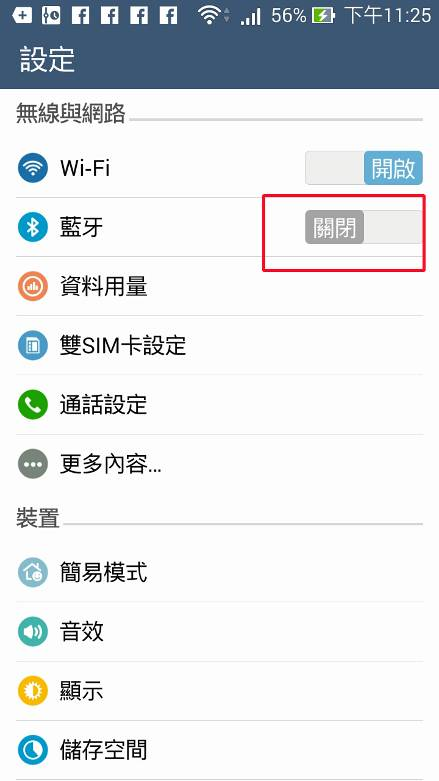 56% 下午11:25
設定
無線與網路
Wi-Fi 開啟
藍牙 關閉
資料用量
雙SIM卡設定
通話設定
更多內容...
裝置
簡易模式
音效
顯示
儲存空間